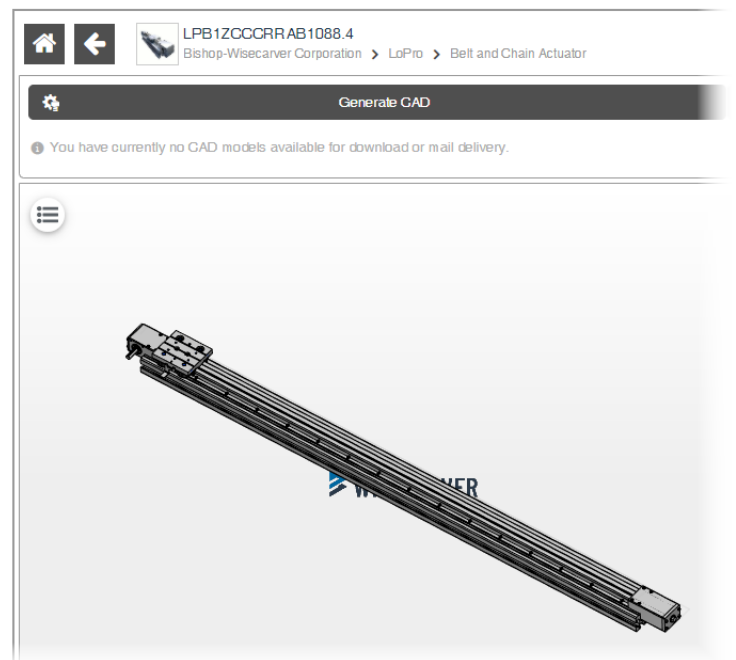 LPB1ZCCCRRAB1088.4
Bishop-Wisecarver Corporation > LoPro > Belt and Chain Actuator
Generate CAD
You have currently no CAD models available for download or mail delivery.